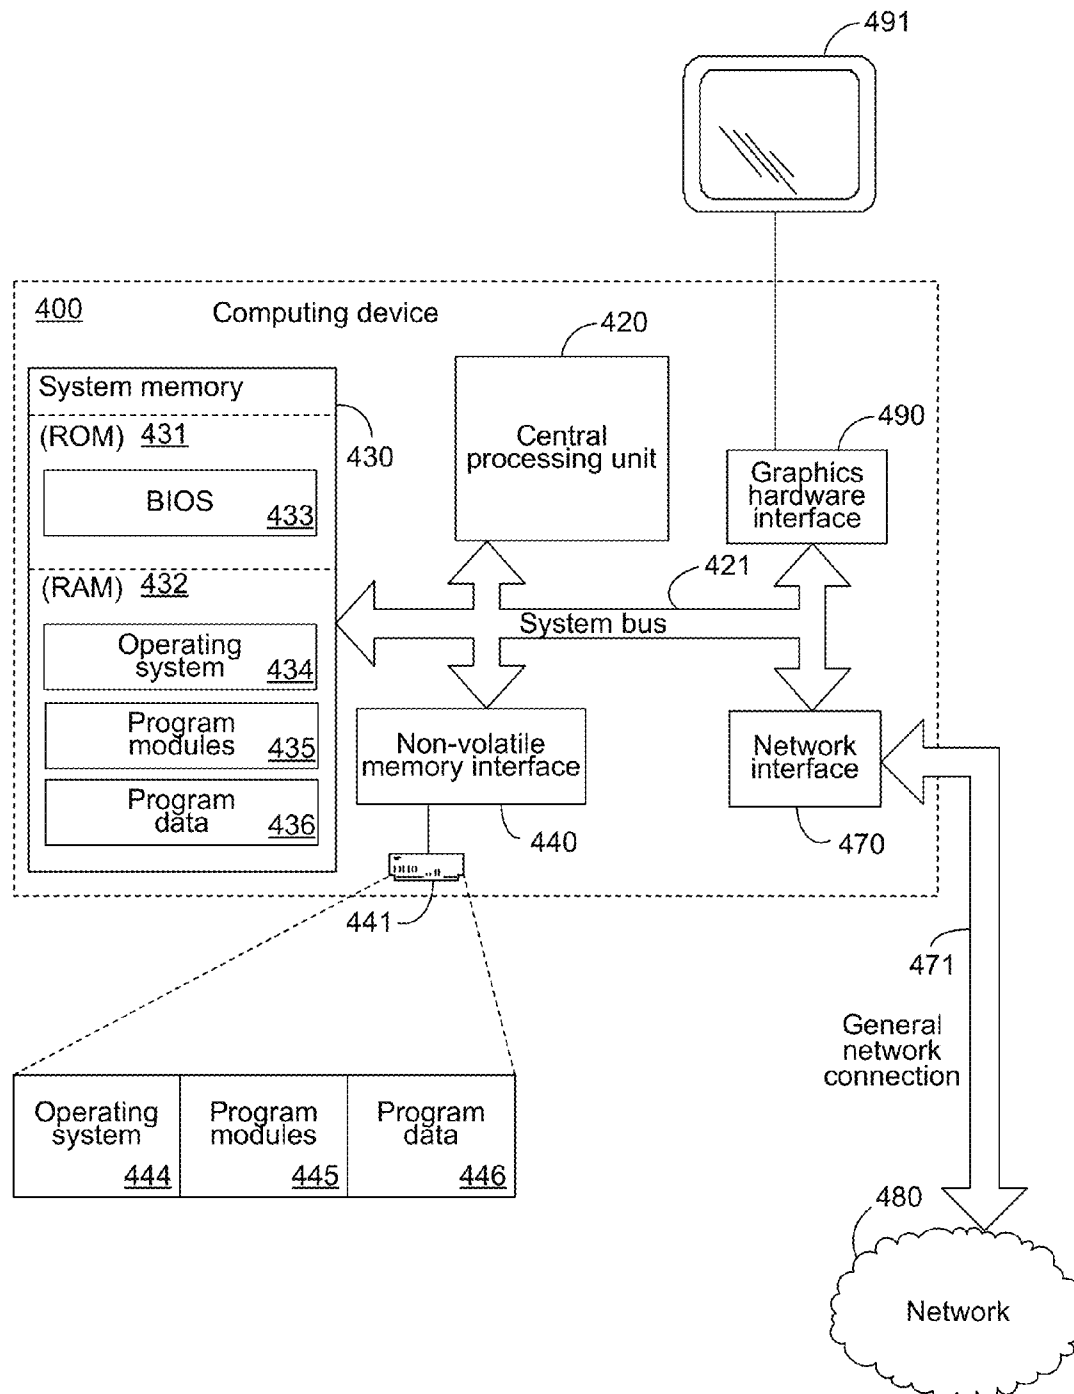 491
400
Computing device
420
System memory
(ROM) 431
430
BIOS
433
Central
processing unit
490
Graphics
hardware
interface
(RAM) 432
421
System bus
Operating
system
434
Program
modules
435
Program
data
436
Non-volatile
memory interface
440
Network
interface
470
441
471
General
network
connection
Operating
system
444
Program
modules
445
Program
data
446
480
Network